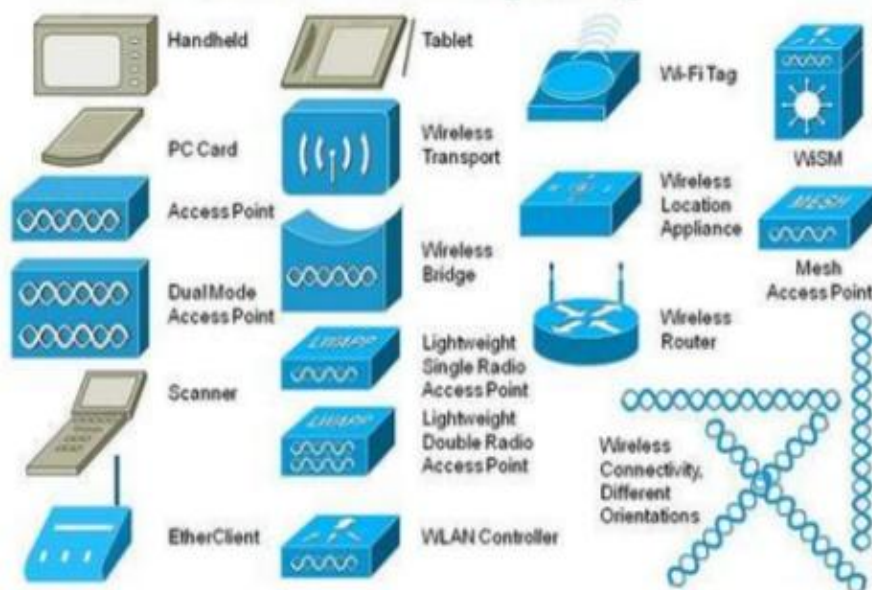 Handheld
PC Card
Access Point
Dual Mode
Access Point
Scanner
EtherClient
Tablet
Wireless
Transport
Wireless
Bridge
LWAPP
Lightweight
Single Radio
Access Point
LWAPP
Lightweight
Double Radio
Access Point
WLAN Controller
Wi-Fi Tag
Wireless
Location
Appliance
Wireless
Router
WiSM
MESH
Mesh
Access Point
Wireless
Connectivity,
Different
Orientations